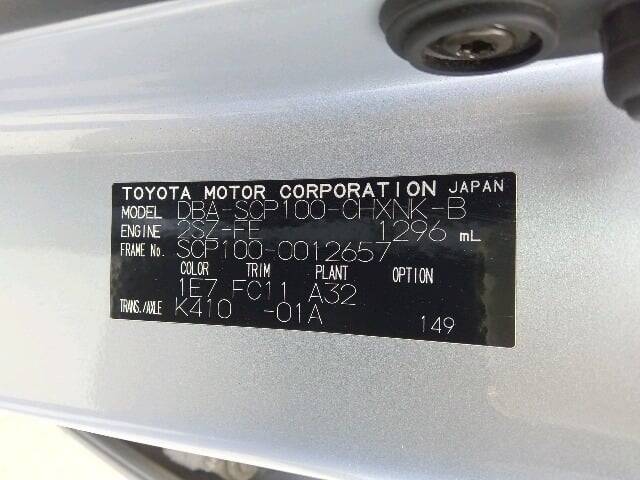 TOYOTA MOTOR CORPORATION JAPAN
MODEL DBA-SCP100-CHXNK-B
ENGINE 2SZ-FE 1296 mL
FRAME No. SCP100-0012657
COLOR TRIM PLANT OPTION
1E7 FC11 A32
TRANS./AXLE K410 -01A
149